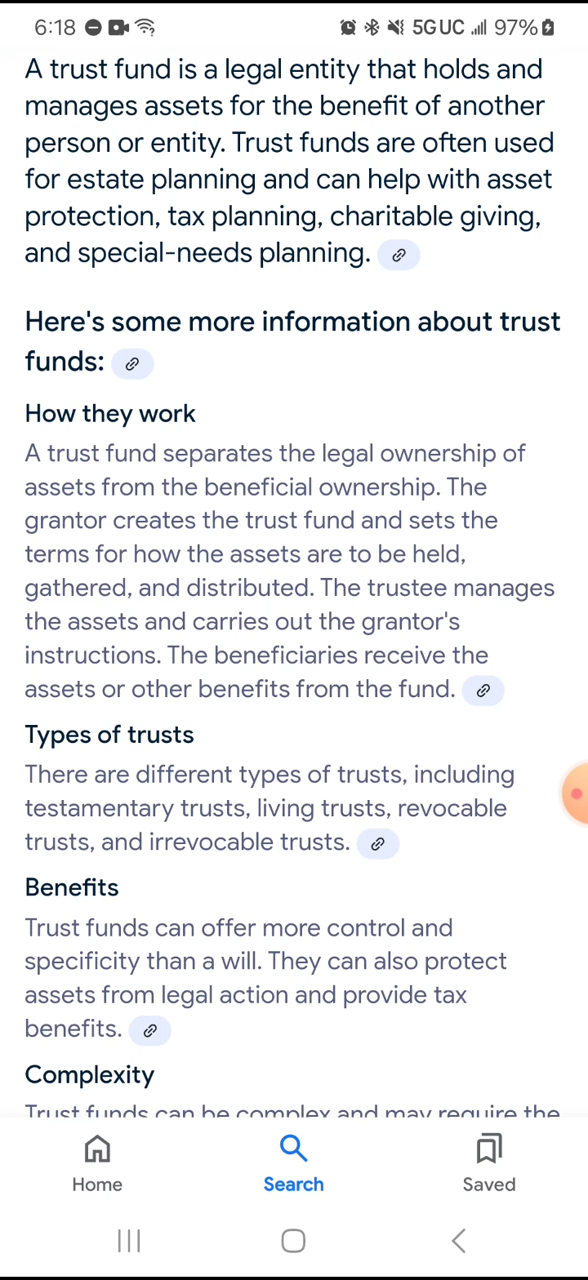 6:18 5G UC 97%
A trust fund is a legal entity that holds and
manages assets for the benefit of another
person or entity. Trust funds are often used
for estate planning and can help with asset
protection, tax planning, charitable giving,
and special-needs planning.
Here's some more information about trust
funds:
How they work
A trust fund separates the legal ownership of
assets from the beneficial ownership. The
grantor creates the trust fund and sets the
terms for how the assets are to be held,
gathered, and distributed. The trustee manages
the assets and carries out the grantor's
instructions. The beneficiaries receive the
assets or other benefits from the fund.
Types of trusts
There are different types of trusts, including
testamentary trusts, living trusts, revocable
trusts, and irrevocable trusts.
Benefits
Trust funds can offer more control and
specificity than a will. They can also protect
assets from legal action and provide tax
benefits.
Complexity
Trust funds can be complex and may require the
Home Search Saved